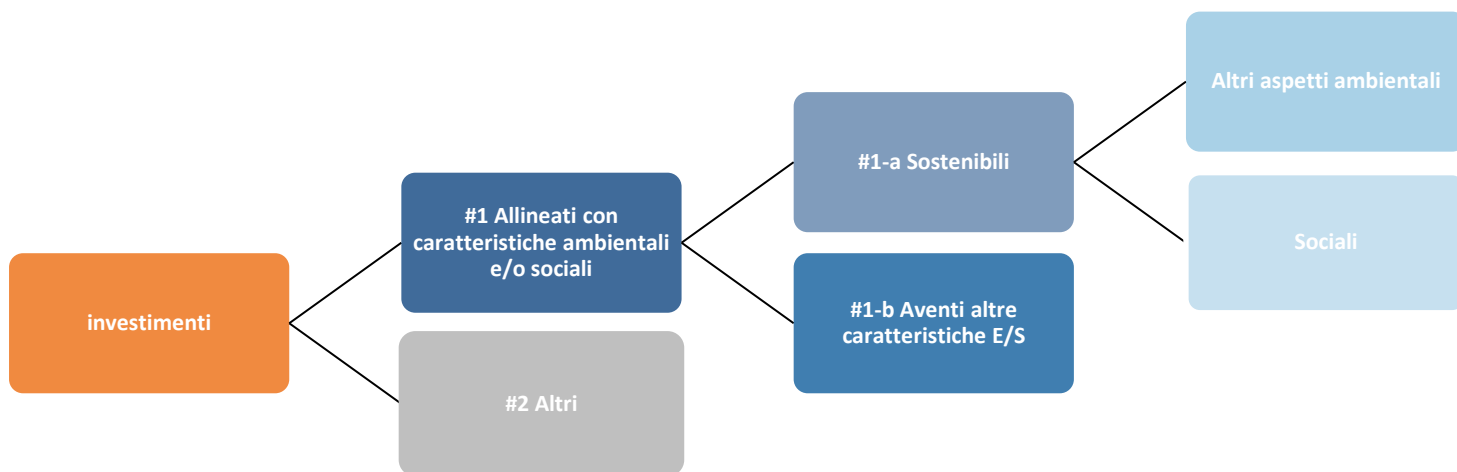 investimenti
#1 Allineati con
caratteristiche ambientali
e/o sociali
#2 Altri
#1-a Sostenibili
#1-b Aventi altre
caratteristiche E/S
Altri aspetti ambientali
Sociali